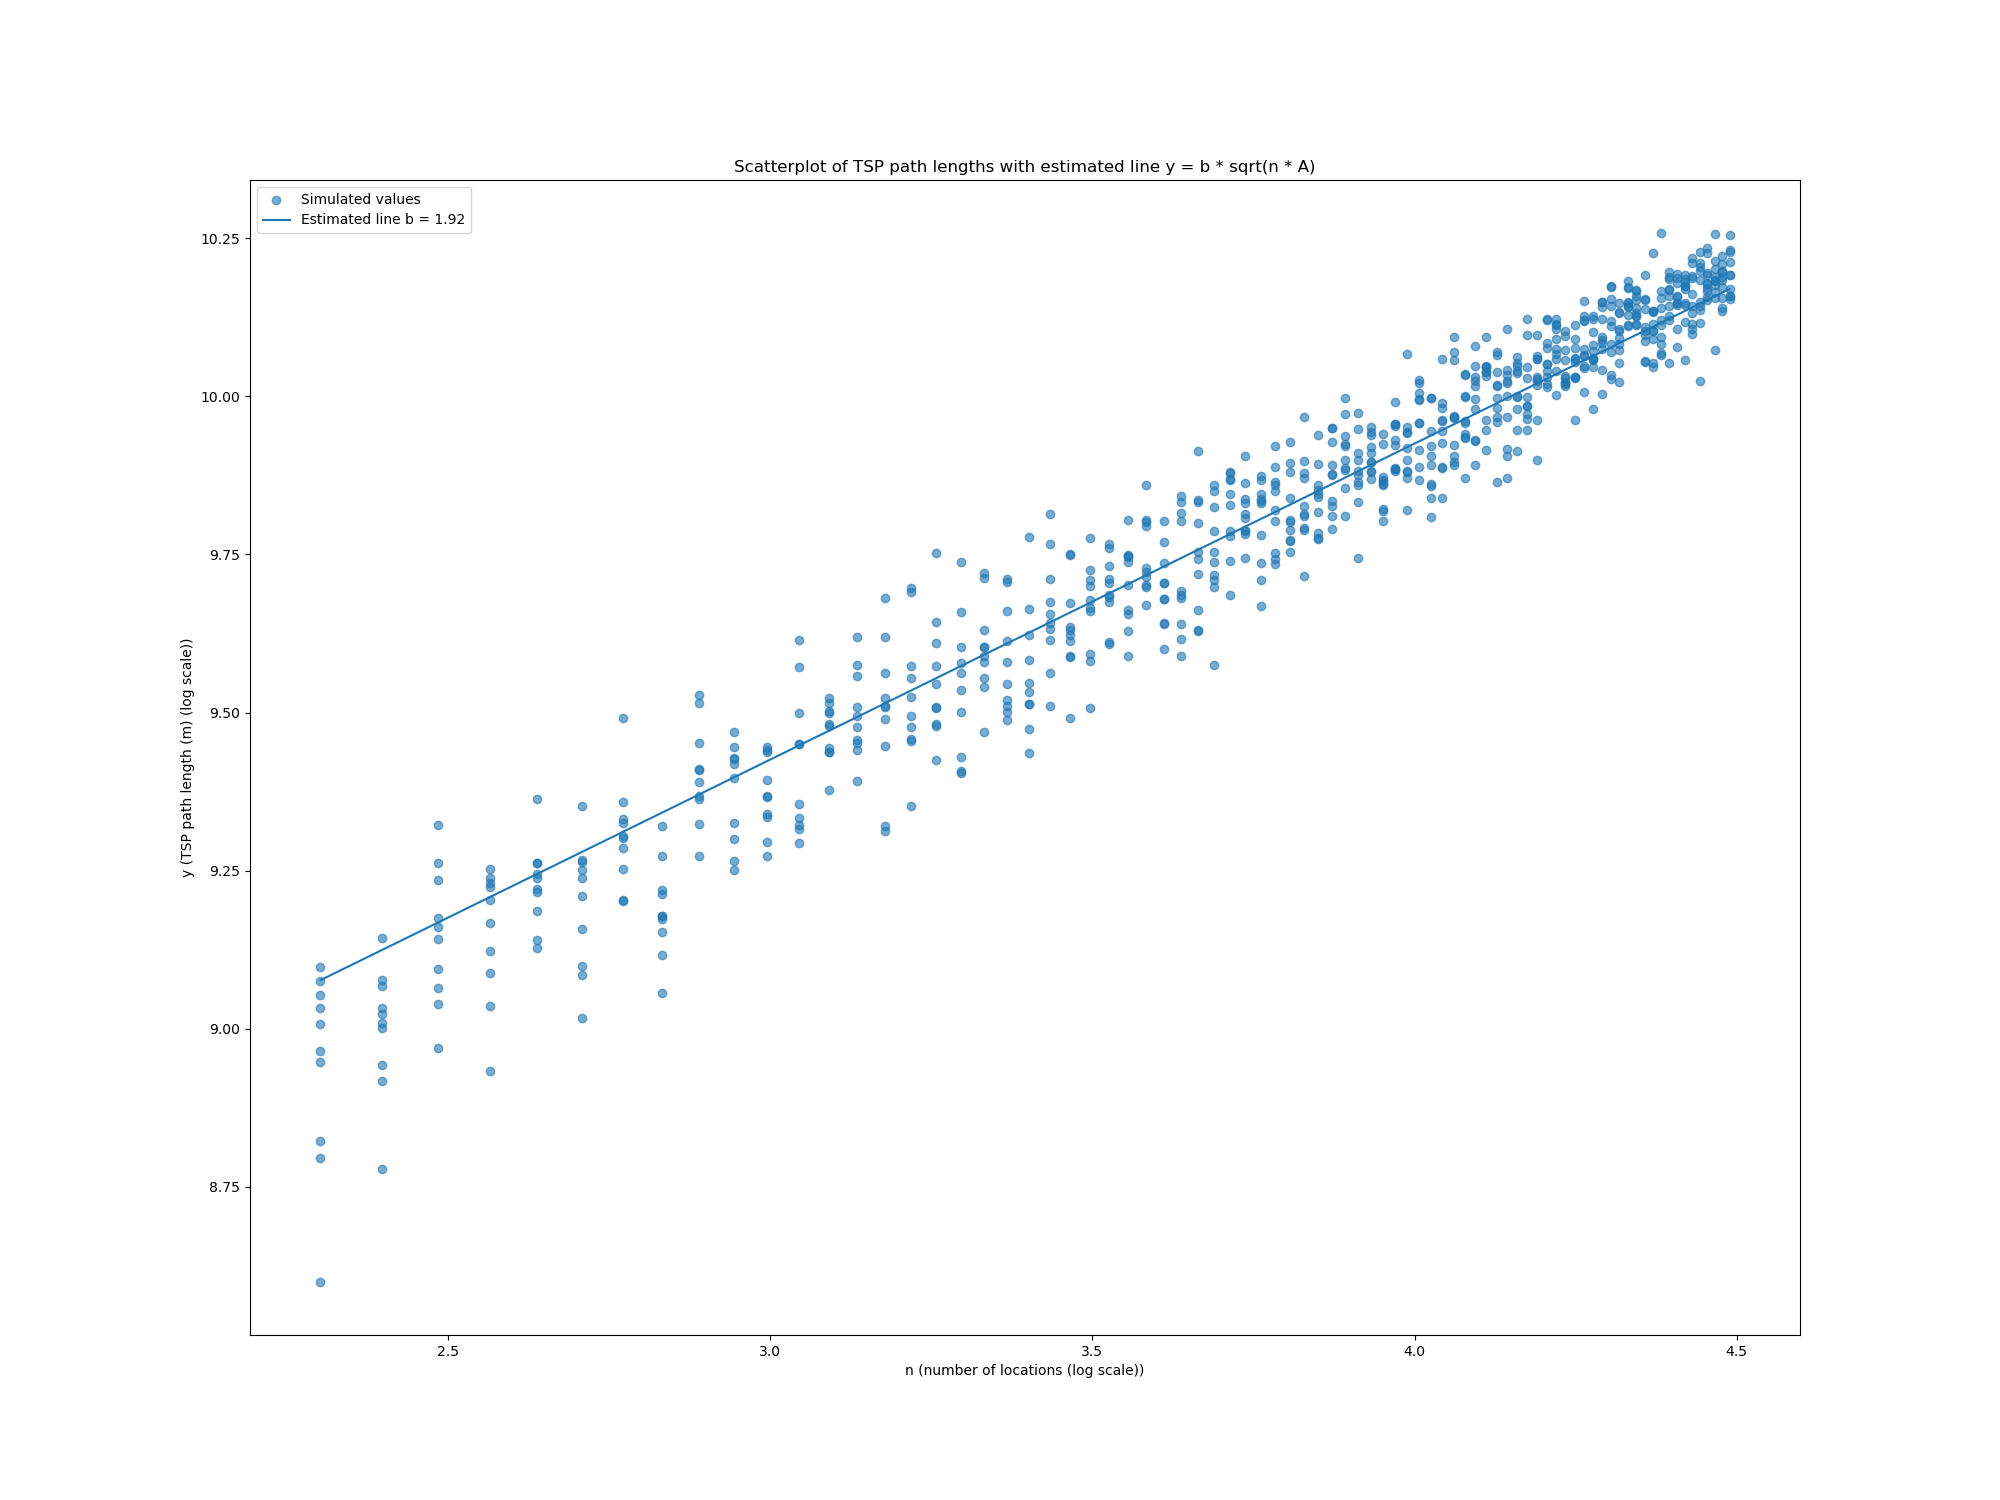 Scatterplot of TSP path lengths with estimated line y = b * sqrt(n * A)
Simulated values
Estimated line b = 1.92
10.25
10.00
9.75
9.50
9.25
9.00
8.75
y (TSP path length (m) (log scale))
2.5
3.0
3.5
4.0
4.5
n (number of locations (log scale))